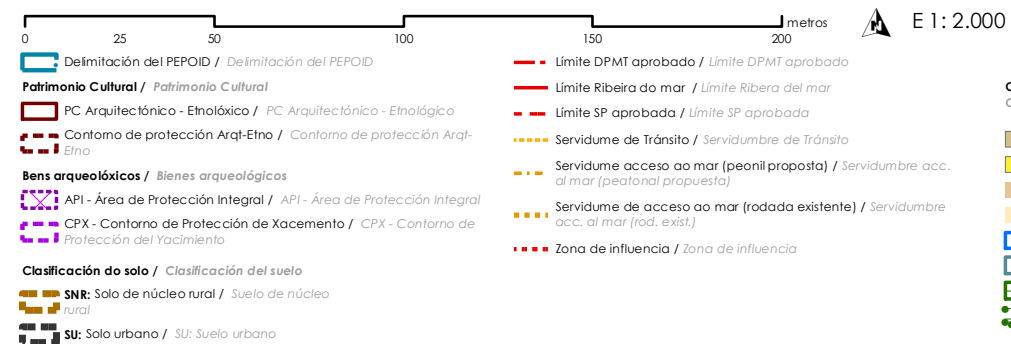 metros
E 1: 2.000
0 25 50 100 150 200
Delimitación del PEPOID / Delimitación del PEPOID
Patrimonio Cultural / Patrimonio Cultural
PC Arquitectónico - Etnolóxico / PC Arquitectónico - Etnológico
Contorno de protección Arqt-Etno / Contorno de protección Arqt-
Etno
Bens arqueolóxicos / Bienes arqueológicos
API - Área de Protección Integral / API - Área de Protección Integral
CPX - Contorno de Protección de Xacemento / CPX - Contorno de
Protección del Yacimiento
Clasificación do solo / Clasificación del suelo
SNR: Solo de núcleo rural / Suelo de núcleo
rural
SU: Solo urbano / SU: Suelo urbano
Límite DPMT aprobado / Límite DPMT aprobado
Límite Ribeira do mar / Límite Ribera del mar
Límite SP aprobada / Límite SP aprobada
Servidume de Tránsito / Servidumbre de Tránsito
Servidume acceso ao mar (peonil proposta) / Servidumbre acc.
al mar (peatonal propuesta)
Servidume de acceso ao mar (rodada existente) / Servidumbre
acc. al mar (rod. exist.)
Zona de influencia / Zona de influencia